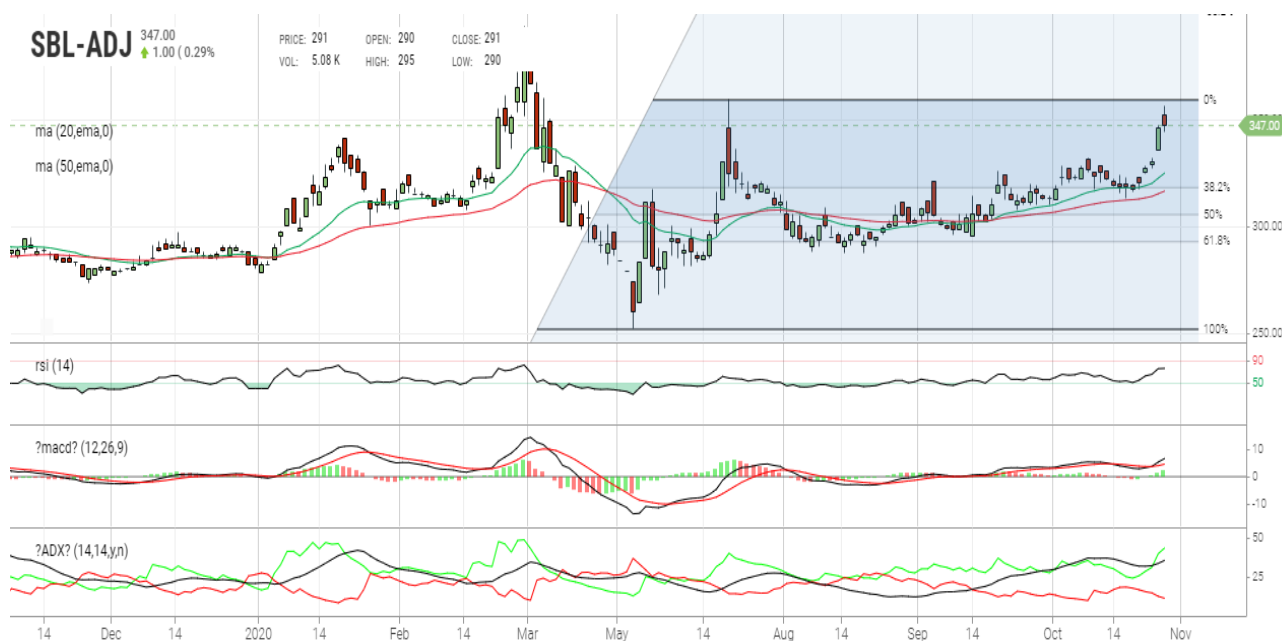 SBL-ADJ
347.00
1.00 ( 0.29%
PRICE: 291 OPEN: 290 CLOSE: 291
VOL: 5.08 K HIGH: 295 LOW: 290
0%
ma (20,ema,0)
347.00
ma (50,ema,0)
38.2%
50%
300.00
61.8%
100%
250.00
rsi (14)
90
50
?macd? (12,26,9)
10
0
-10
?ADX? (14,14,y,n)
50
25
14 Dec 14 2020 14 Feb 14 Mar May 14 Aug 14 Sep 14 Oct 14 Nov